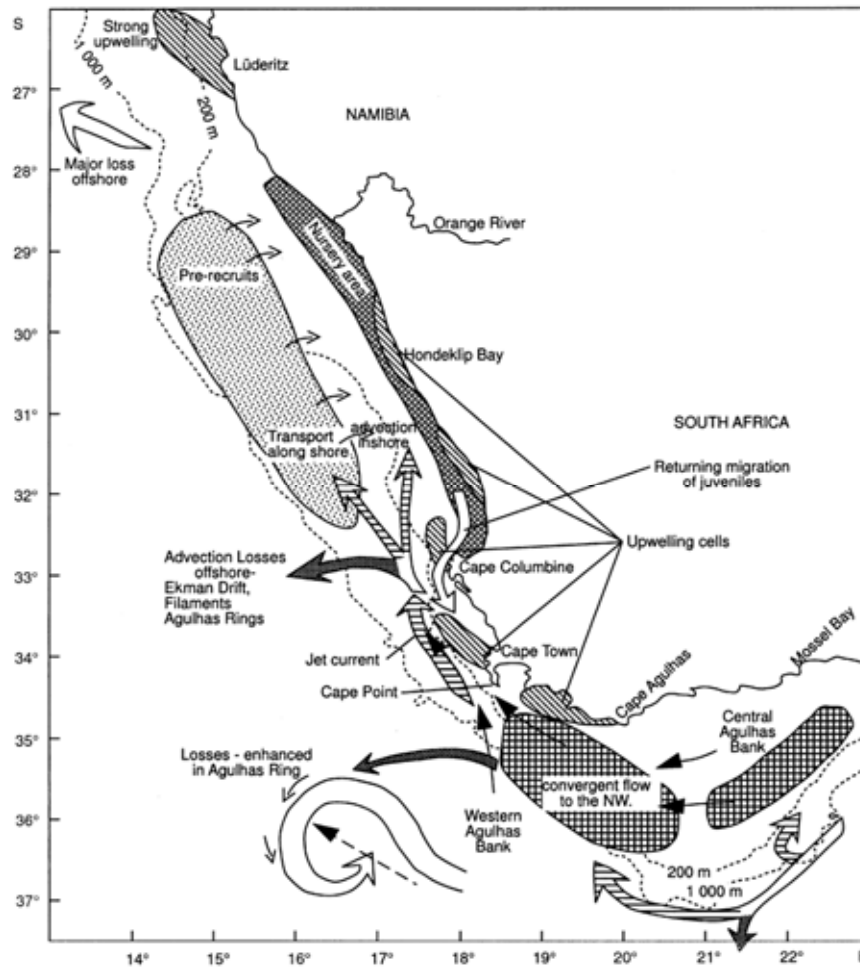 S
Strong
upwelling
1 000 m
200 m
Lüderitz
27°
NAMIBIA
Major loss
offshore
28°
Orange River
29°
Pre-recruits
Nursery area
30°
Hondeklip Bay
31°
SOUTH AFRICA
Transport
along shore
advection
inshore
Returning migration
of juveniles
32°
Upwelling cells
Advection Losses
offshore-
Ekman Drift,
Filaments
Agulhas Rings
33°
Cape Columbine
34°
Jet current
Cape Town
Cape Point
Cape Agulhas
Mossel Bay
35°
Central
Agulhas
Bank
Losses - enhanced
in Agulhas Ring
convergent flow
to the NW.
36°
Western
Agulhas
Bank
200 m
1 000 m
37°
14°
15°
16°
17°
18°
19°
20°
21°
22°